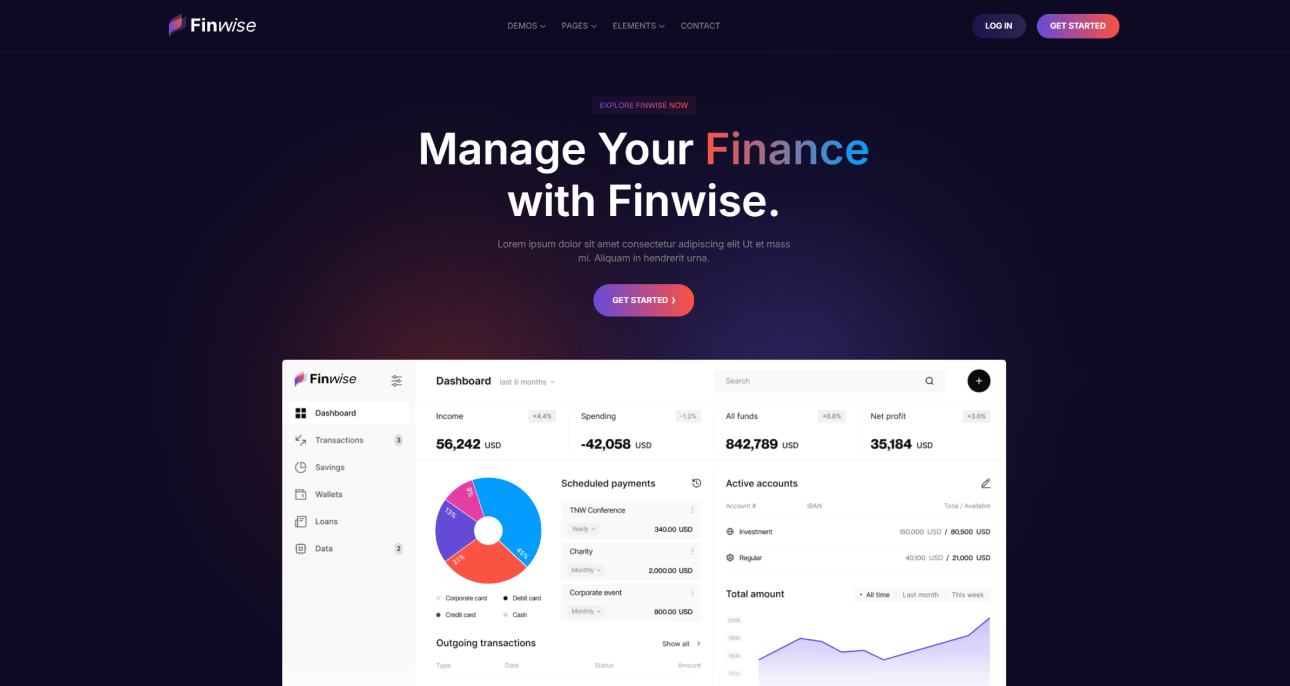 Finwise
DEMOS PAGES ELEMENTS CONTACT
LOG IN
GET STARTED
EXPLORE FINWISE NOW
Manage Your Finance
with Finwise.
Lorem ipsum dolor sit amet consectetur adipiscing elit Ut et mass
mi. Aliquam in hendrerit urna.
GET STARTED
Finwise
Dashboard
Transactions 3
Savings
Wallets
Loans
Data 2
Dashboard last 6 months
Search
+
Income +4.4%
56,242 USD
Spending -1.2%
-42,058 USD
All funds +0.8%
842,789 USD
Net profit +3.0%
35,184 USD
9%
13%
21%
45%
Corporate card Debit card
Credit card Cash
Scheduled payments
TNW Conference
Yearly 340.00 USD
Charity
Monthly 2,000.00 USD
Corporate event
Monthly 800.00 USD
Outgoing transactions Show all
Type Date Status Amount
Active accounts
Account # IBAN Total / Available
Investment 150,000 USD / 80,500 USD
Regular 40,100 USD / 21,000 USD
Total amount • All time Last month This week
200k
180k
160k
140k